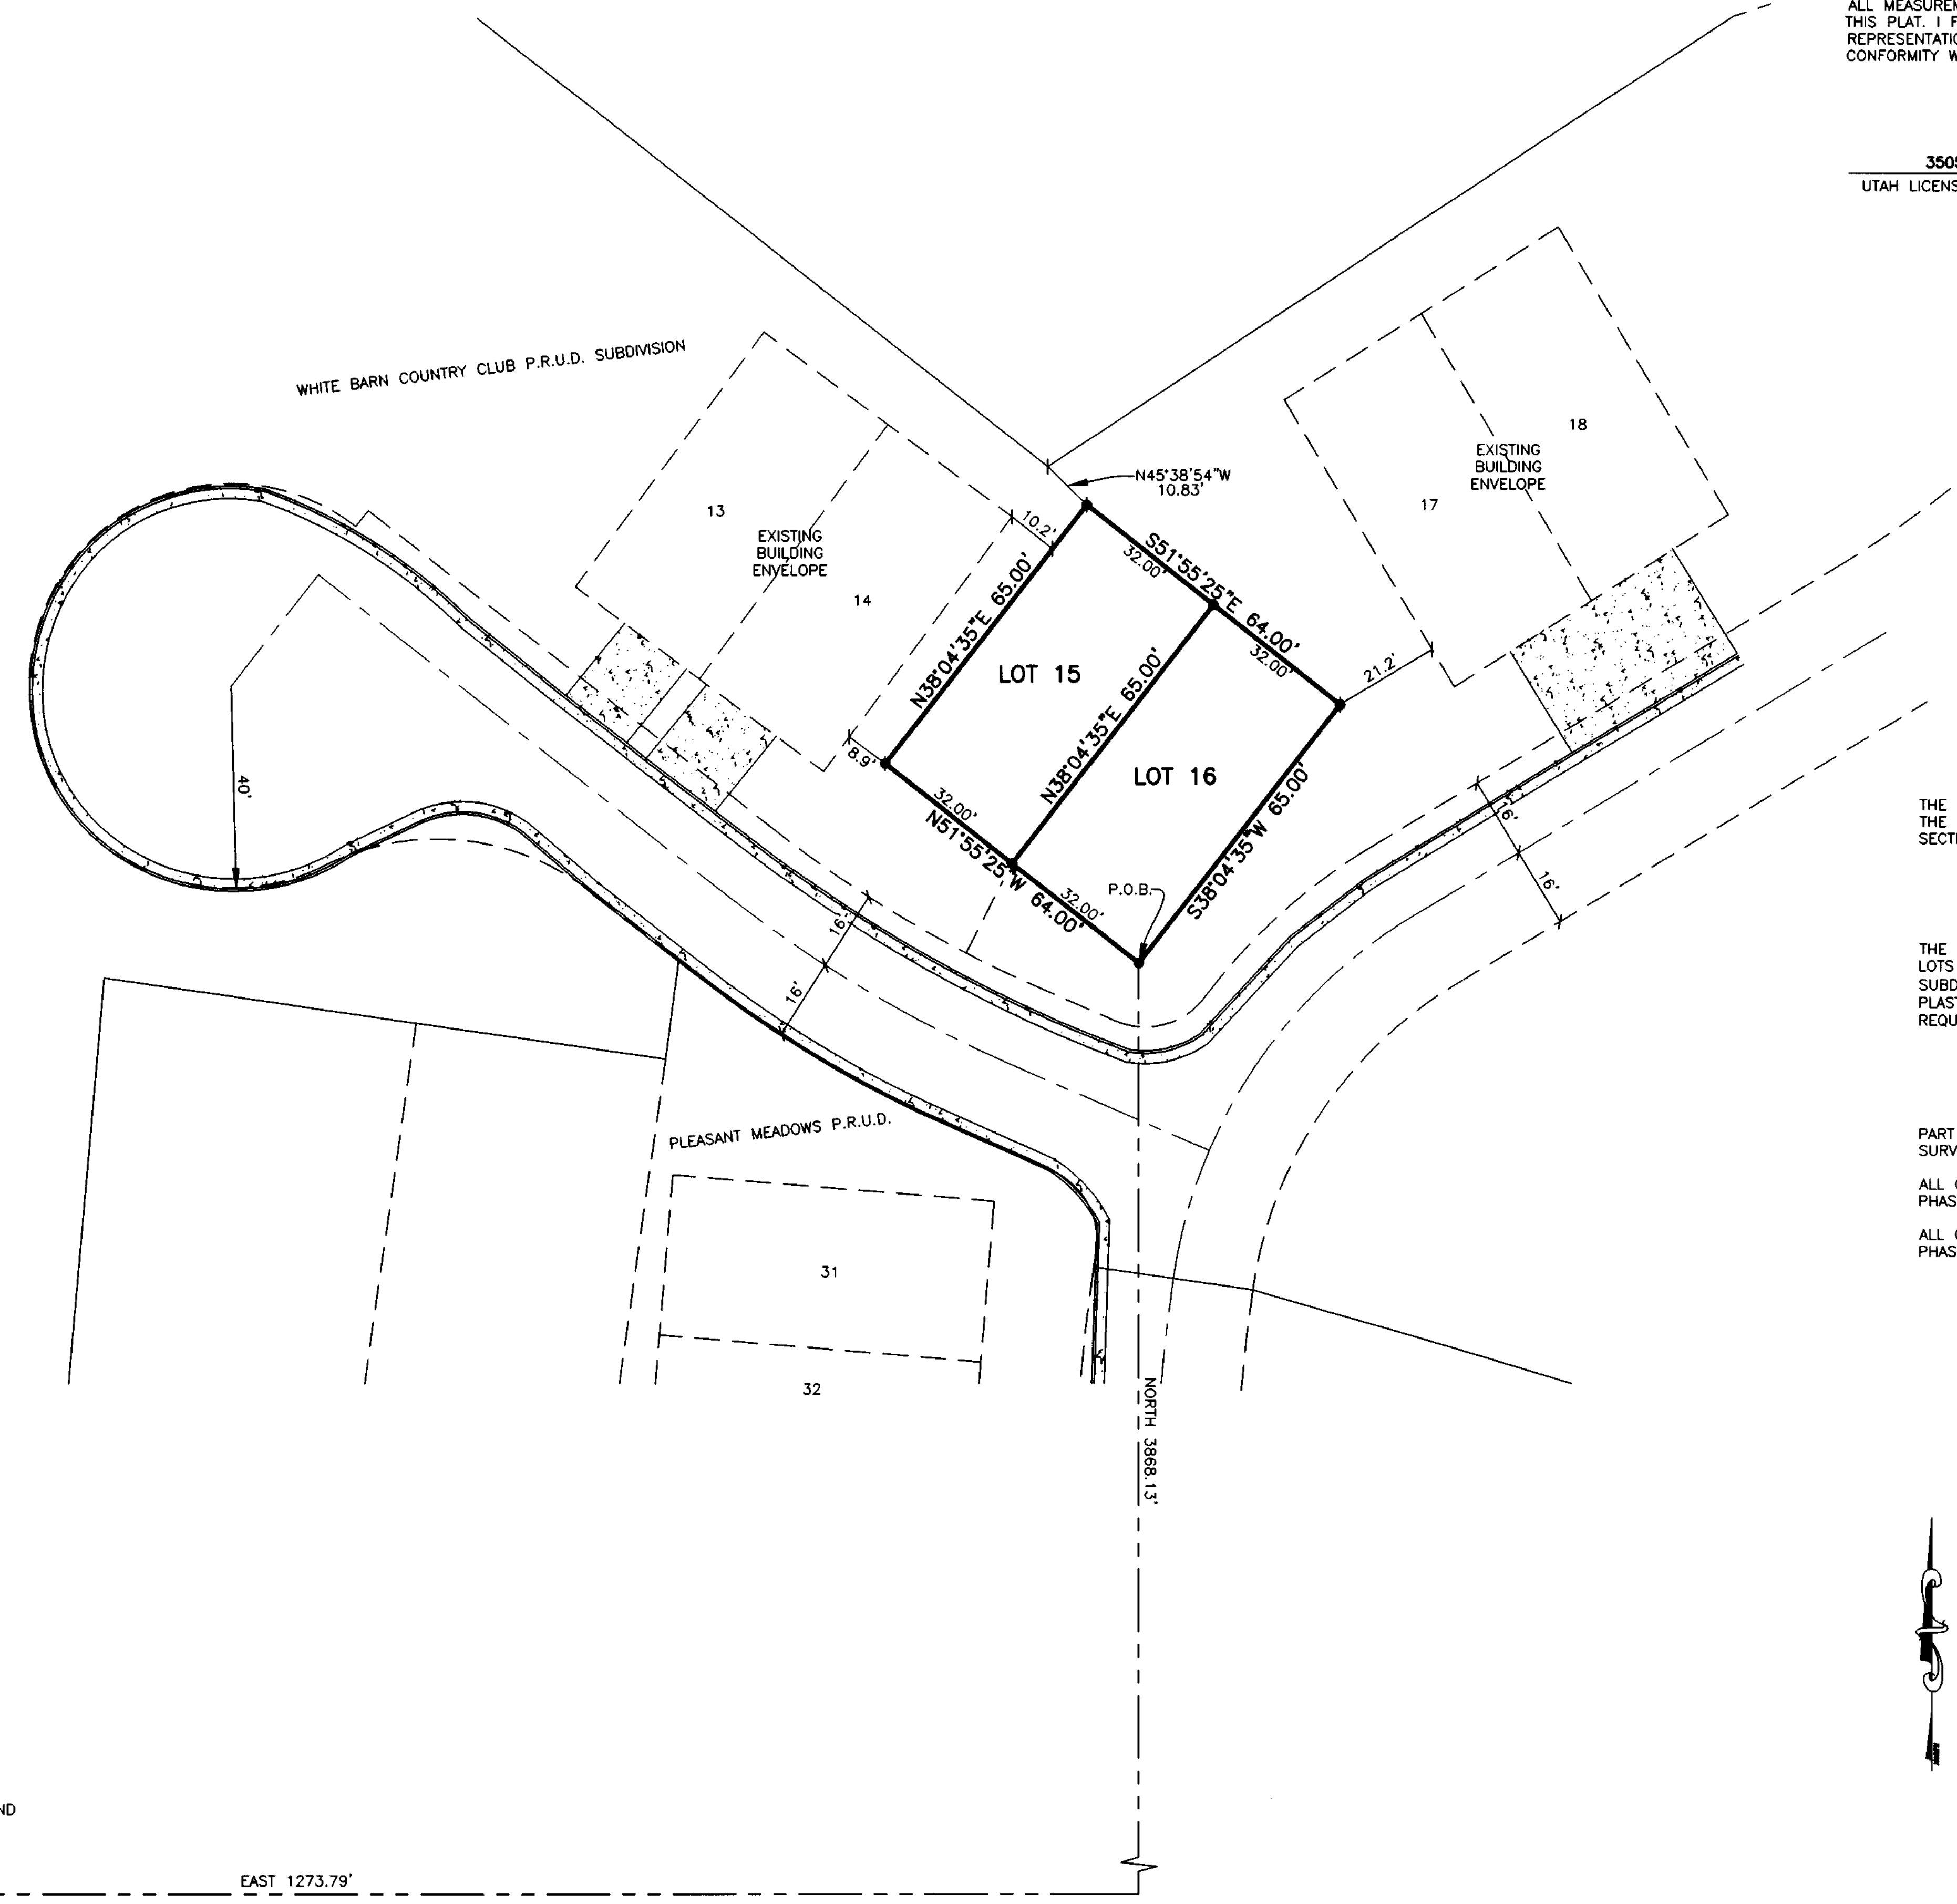 ALL MEASUREM
THIS PLAT. I F
REPRESENTATIO
CONFORMITY W
3505
UTAH LICENS
WHITE BARN COUNTRY CLUB P.R.U.D. SUBDIVISION
N45°38'54"W
10.83'
18
EXISTING
BUILDING
ENVELOPE
17
13
EXISTING
BUILDING
ENVELOPE
14
10.2'
S51°55'25"E 64.00'
32.00'
32.00'
N38°04'35"E 65.00'
LOT 15
N38°04'35"E 65.00'
21.2'
LOT 16
S38°04'35"W 65.00'
8.9'
32.00'
N51°55'25"W 64.00'
32.00'
P.O.B.
40'
16'
16'
16'
16'
THE
THE
SECTI
THE
LOTS
SUBD
PLAST
REQU
PLEASANT MEADOWS P.R.U.D.
PART
SURV
ALL
PHAS
ALL
PHAS
31
32
NORTH 3868.13'
ND
EAST 1273.79'